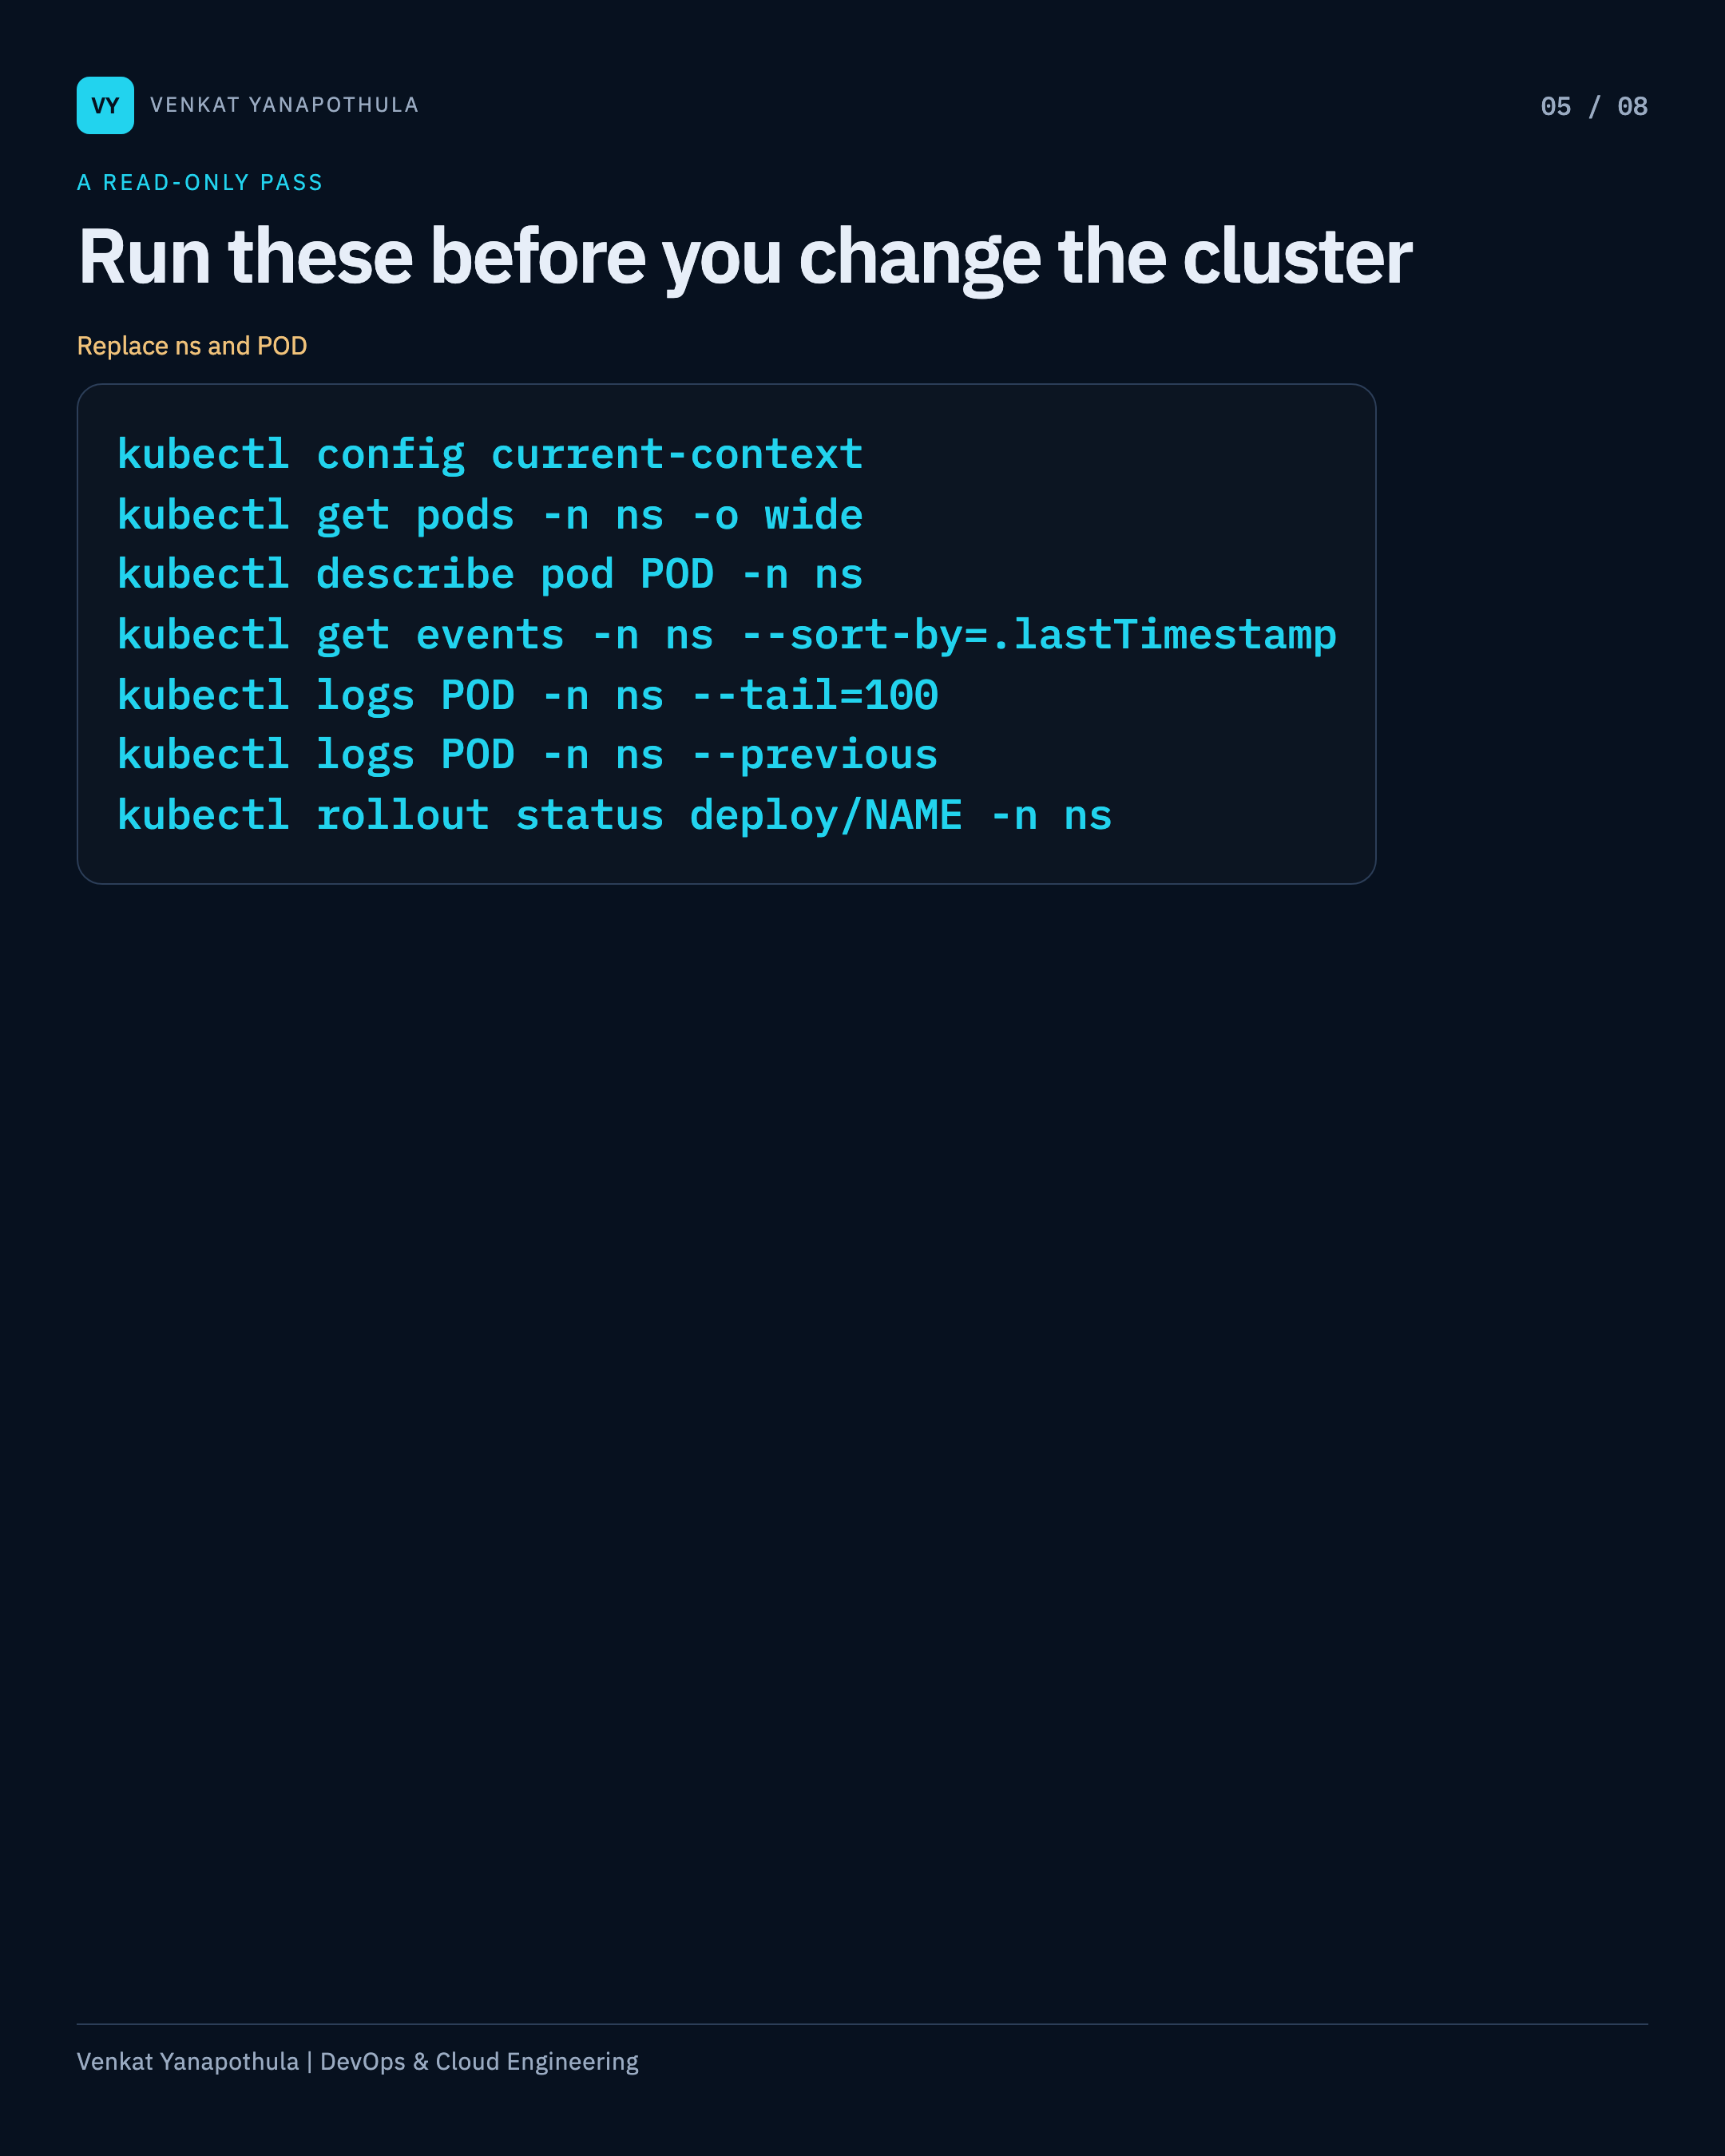 VY
VENKAT YANAPOTHULA
05 / 08
A READ-ONLY PASS
Run these before you change the cluster
Replace ns and POD
kubectl config current-context
kubectl get pods -n ns -o wide
kubectl describe pod POD -n ns
kubectl get events -n ns --sort-by=.lastTimestamp
kubectl logs POD -n ns --tail=100
kubectl logs POD -n ns --previous
kubectl rollout status deploy/NAME -n ns
Venkat Yanapothula | DevOps & Cloud Engineering